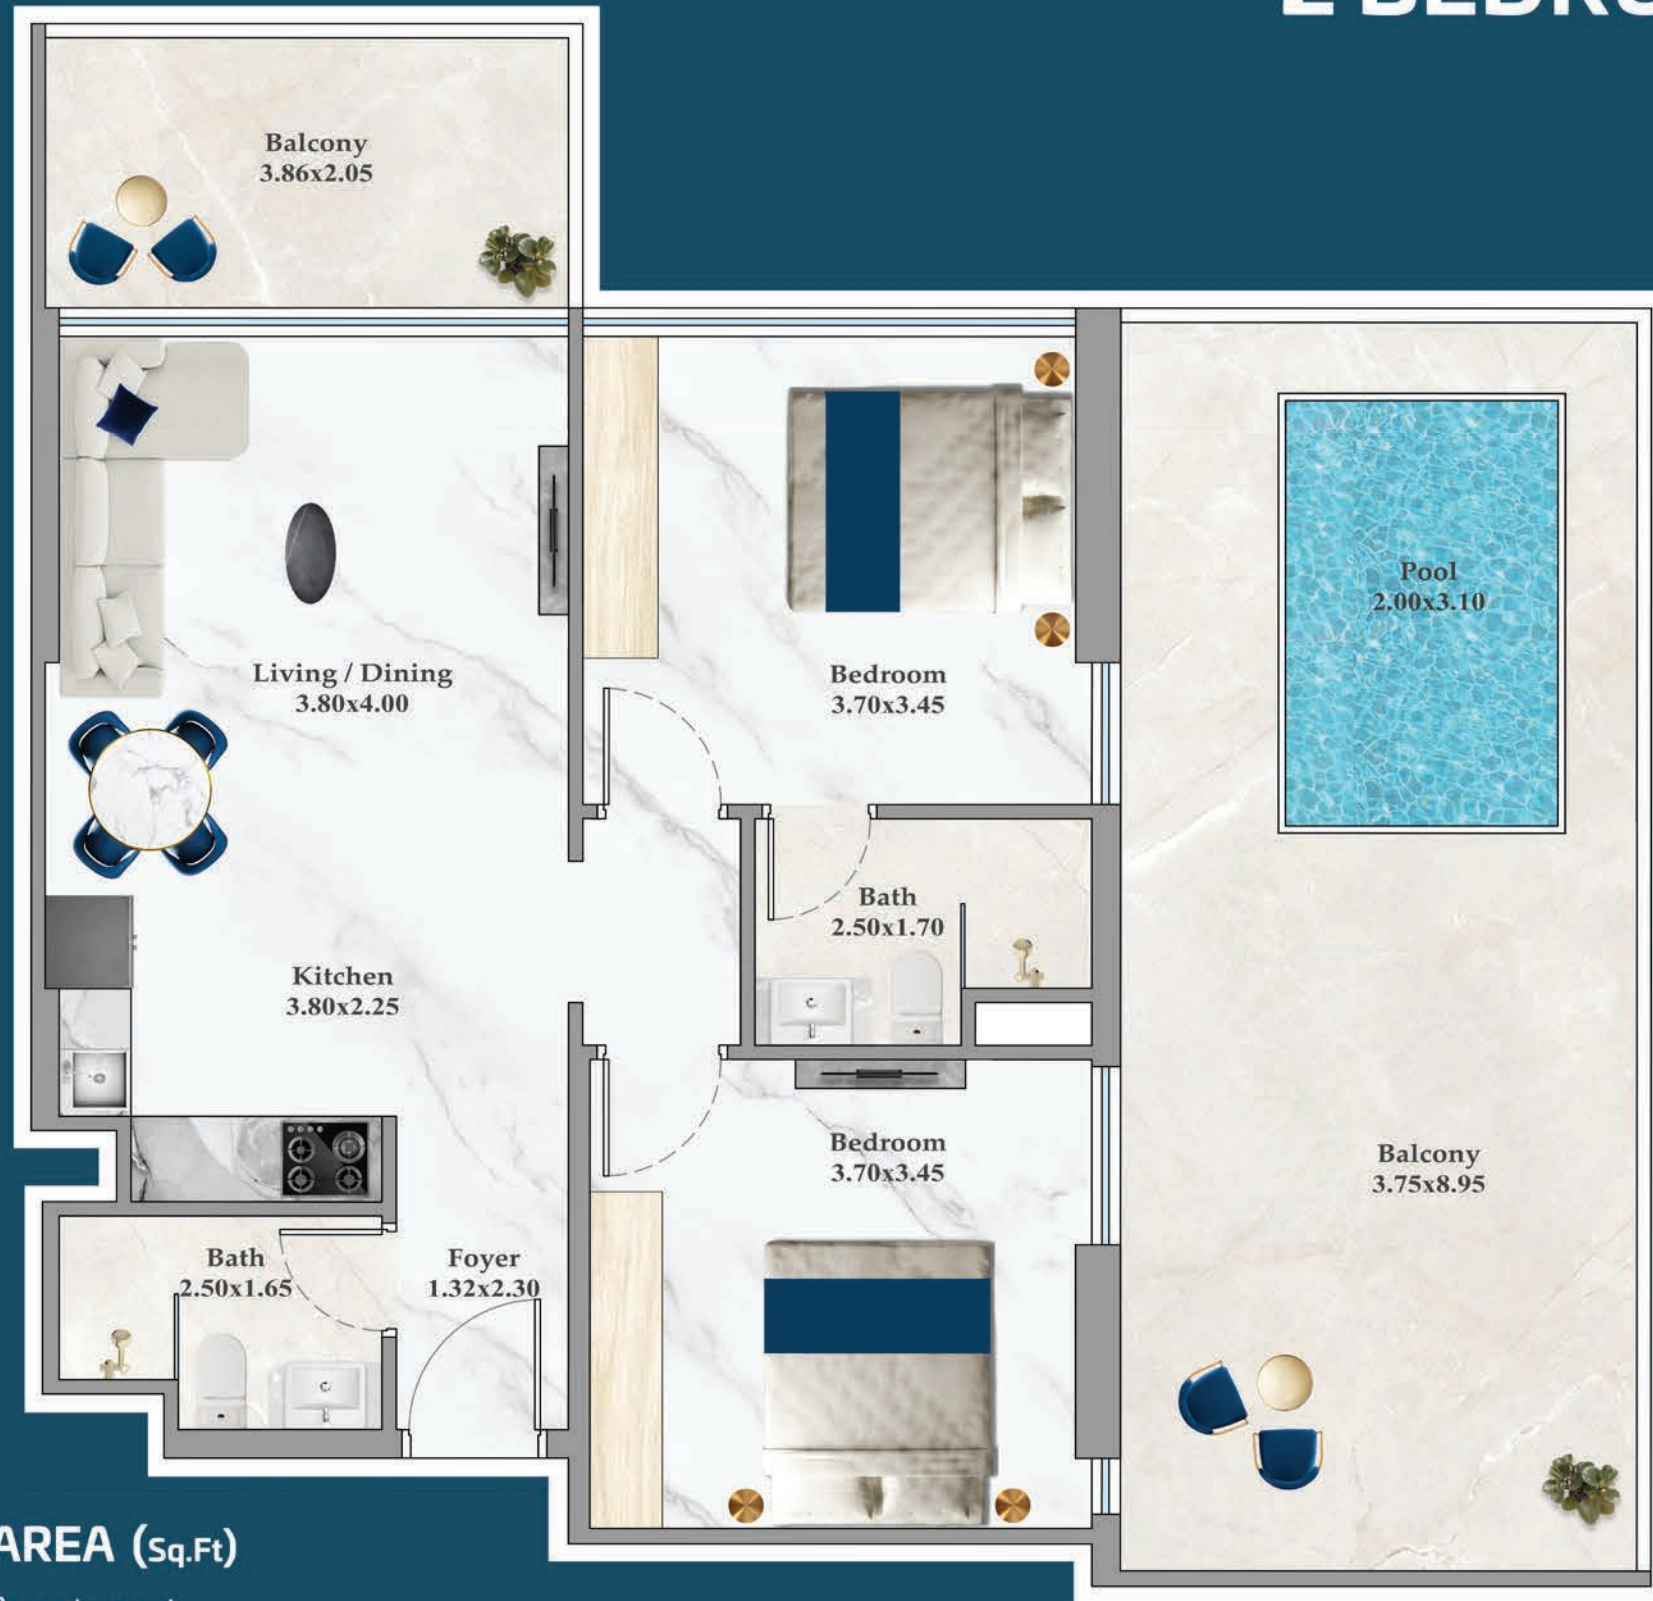 2 BEDRO
Balcony
3.86x2.05
Living / Dining
3.80x4.00
Bedroom
3.70x3.45
Pool
2.00x3.10
Bath
2.50x1.70
Kitchen
3.80x2.25
Bedroom
3.70x3.45
Balcony
3.75x8.95
Bath
2.50x1.65
Foyer
1.32x2.30
AREA (Sq.Ft)